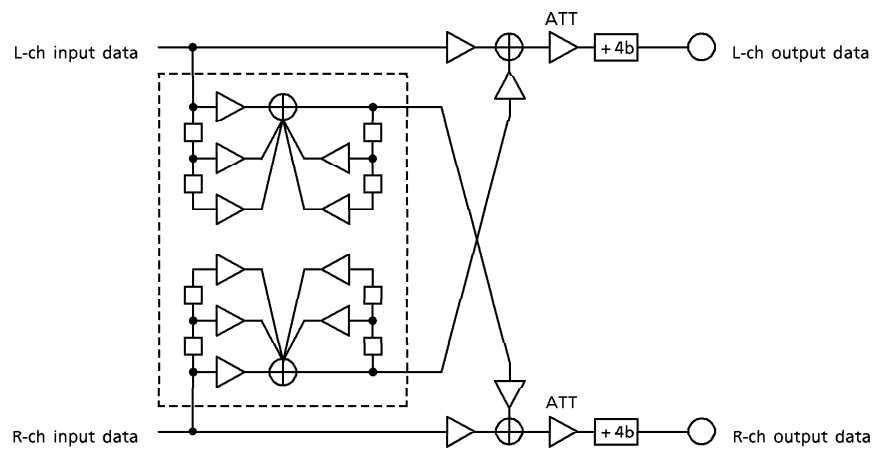 ATT
L-ch input data
+4b
L-ch output data
ATT
R-ch input data
+4b
R-ch output data